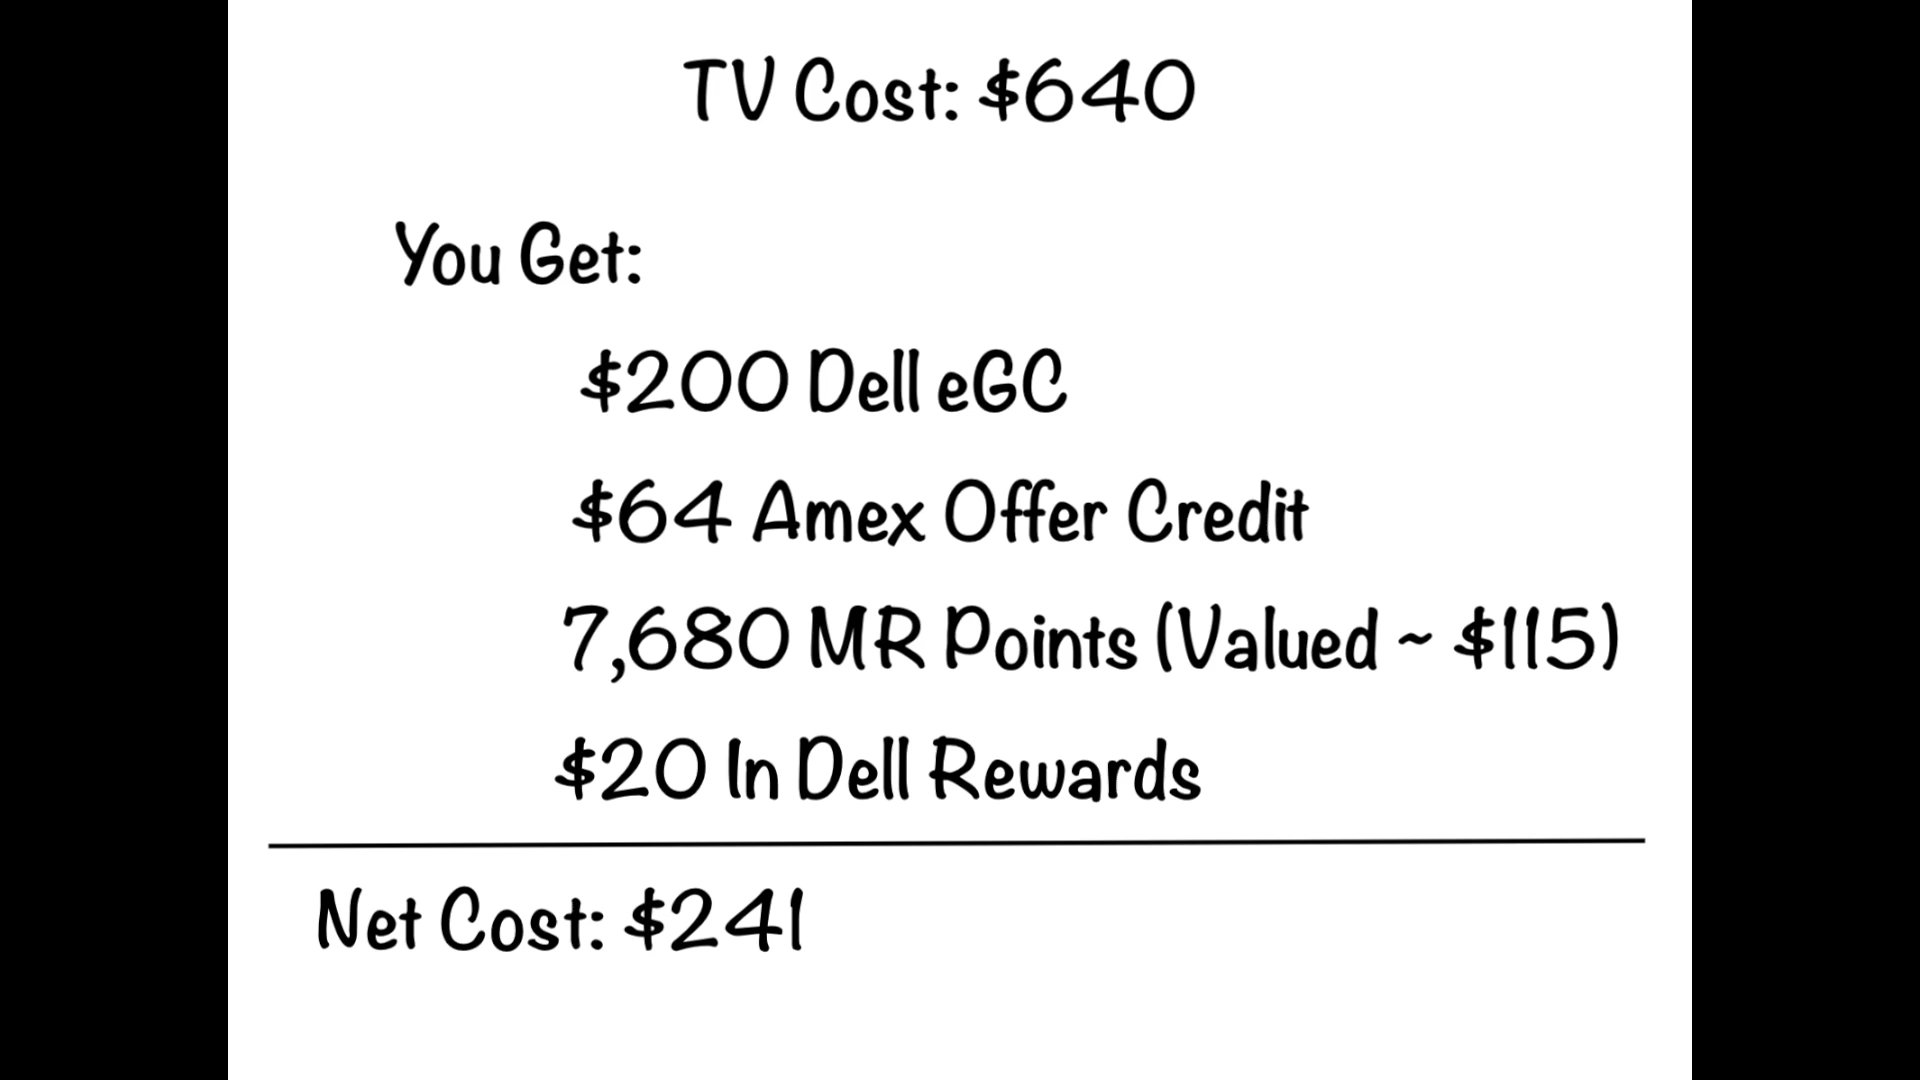 TV Cost: $640
You Get:
$200 Dell eGC
$64 Amex Offer Credit
7,680 MR Points (Valued ~ $115)
$20 In Dell Rewards
Net Cost: $241